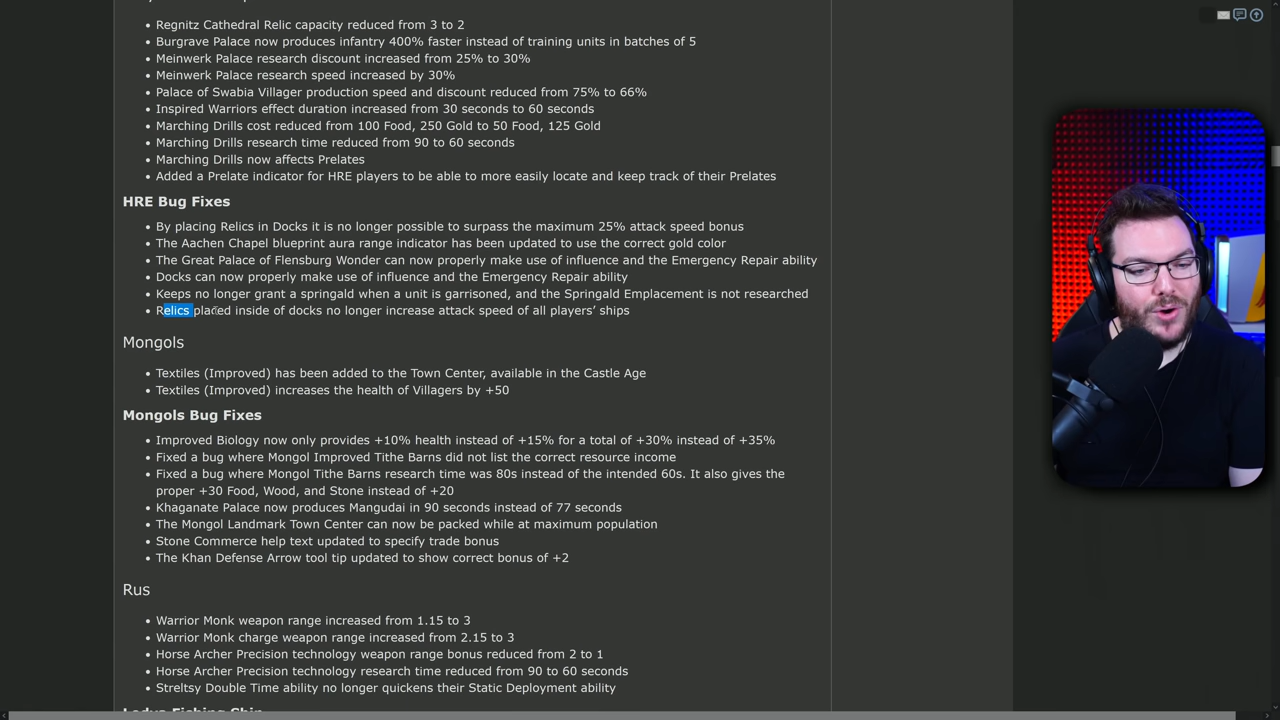 • Regnitz Cathedral Relic capacity reduced from 3 to 2
• Burgrave Palace now produces infantry 400% faster instead of training units in batches of 5
• Meinwerk Palace research discount increased from 25% to 30%
• Meinwerk Palace research speed increased by 30%
• Palace of Swabia Villager production speed and discount reduced from 75% to 66%
• Inspired Warriors effect duration increased from 30 seconds to 60 seconds
• Marching Drills cost reduced from 100 Food, 250 Gold to 50 Food, 125 Gold
• Marching Drills research time reduced from 90 to 60 seconds
• Marching Drills now affects Prelates
• Added a Prelate indicator for HRE players to be able to more easily locate and keep track of their Prelates
HRE Bug Fixes
• By placing Relics in Docks it is no longer possible to surpass the maximum 25% attack speed bonus
• The Aachen Chapel blueprint aura range indicator has been updated to use the correct gold color
• The Great Palace of Flensburg Wonder can now properly make use of influence and the Emergency Repair ability
• Docks can now properly make use of influence and the Emergency Repair ability
• Keeps no longer grant a springald when a unit is garrisoned, and the Springald Emplacement is not researched
• Relics placed inside of docks no longer increase attack speed of all players’ ships
Mongols
• Textiles (Improved) has been added to the Town Center, available in the Castle Age
• Textiles (Improved) increases the health of Villagers by +50
Mongols Bug Fixes
• Improved Biology now only provides +10% health instead of +15% for a total of +30% instead of +35%
• Fixed a bug where Mongol Improved Tithe Barns did not list the correct resource income
• Fixed a bug where Mongol Tithe Barns research time was 80s instead of the intended 60s. It also gives the
proper +30 Food, Wood, and Stone instead of +20
• Khaganate Palace now produces Mangudai in 90 seconds instead of 77 seconds
• The Mongol Landmark Town Center can now be packed while at maximum population
• Stone Commerce help text updated to specify trade bonus
• The Khan Defense Arrow tool tip updated to show correct bonus of +2
Rus
• Warrior Monk weapon range increased from 1.15 to 3
• Warrior Monk charge weapon range increased from 2.15 to 3
• Horse Archer Precision technology weapon range bonus reduced from 2 to 1
• Horse Archer Precision technology research time reduced from 90 to 60 seconds
• Streltsy Double Time ability no longer quickens their Static Deployment ability